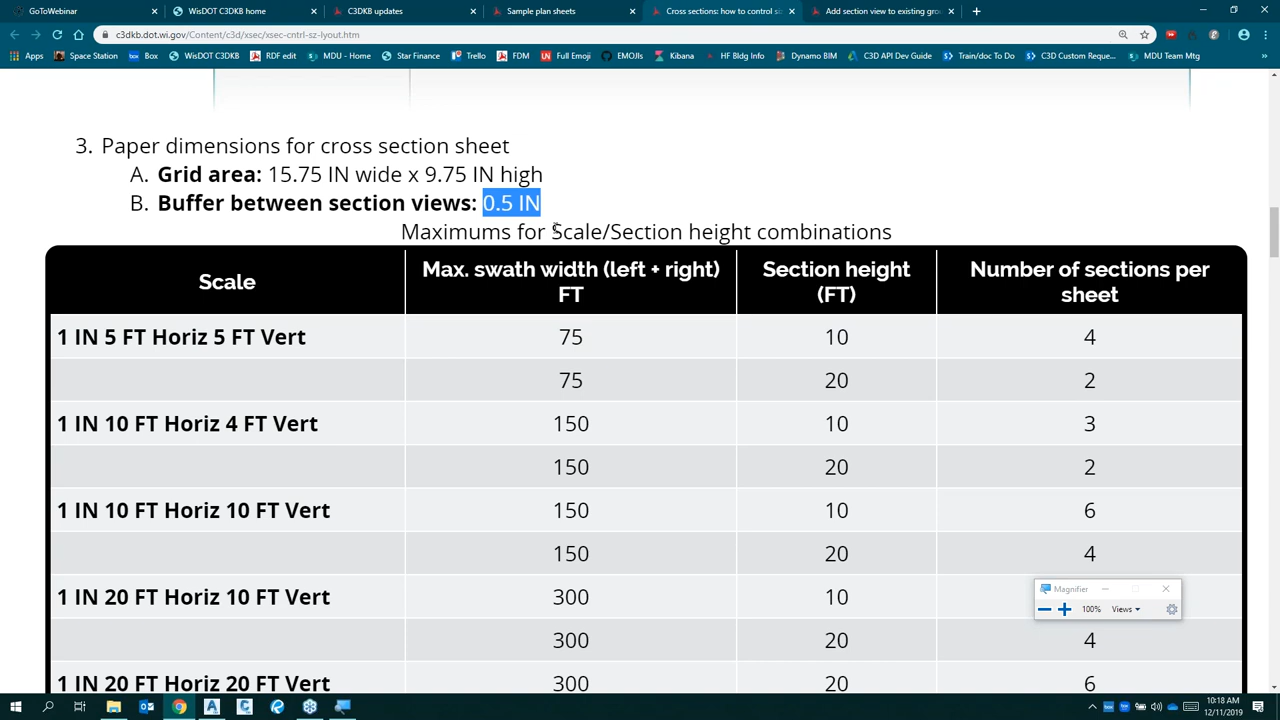 GoToWebinar
WisDOT C3DKB home
C3DKB updates
Sample plan sheets
Cross sections: how to control si
Add section view to existing gro
c3dkb.dot.wi.gov/Content/c3d/xsec/xsec-cntrl-sz-lyout.htm
Apps
Space Station
Box
WisDOT C3DKB
RDF edit
MDU - Home
Star Finance
Trello
FDM
Full Emoji
EMOJIs
Kibana
HF Bldg Info
Dynamo BIM
C3D API Dev Guide
Train/doc To Do
C3D Custom Reque...
MDU Team Mtg
3. Paper dimensions for cross section sheet
A. Grid area: 15.75 IN wide x 9.75 IN high
B. Buffer between section views: 0.5 IN
Maximums for Scale/Section height combinations
Scale
Max. swath width (left + right)
FT
Section height
(FT)
Number of sections per
sheet
1 IN 5 FT Horiz 5 FT Vert
75
10
4
75
20
2
1 IN 10 FT Horiz 4 FT Vert
150
10
3
150
20
2
1 IN 10 FT Horiz 10 FT Vert
150
10
6
150
20
4
1 IN 20 FT Horiz 10 FT Vert
300
10
Magnifier
100%
Views
300
20
4
1 IN 20 FT Horiz 20 FT Vert
300
20
6
10:18 AM
12/11/2019